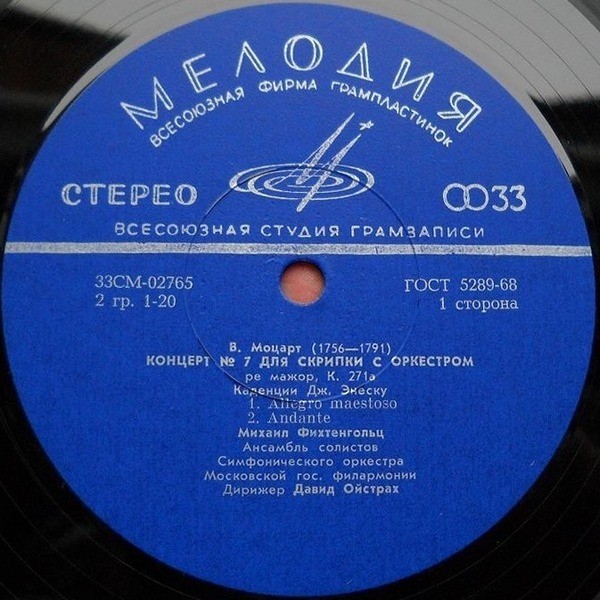 МЕЛОДИЯ
ВСЕСОЮЗНАЯ ФИРМА ГРАМПЛАСТИНОК
СТЕРЕО
33
ВСЕСОЮЗНАЯ СТУДИЯ ГРАМЗАПИСИ
33СМ-02765
ГОСТ 5289-68
2 гр. 1-20
1 сторона
В. Моцарт (1756—1791)
КОНЦЕРТ № 7 ДЛЯ СКРИПКИ С ОРКЕСТРОМ
ре мажор, К. 271а
Каденции Дж. Энеску
1. Allegro maestoso
2. Andante
Михаил Фихтенгольц
Ансамбль солистов
Симфонического оркестра
Московской гос. филармонии
Дирижер Давид Ойстрах